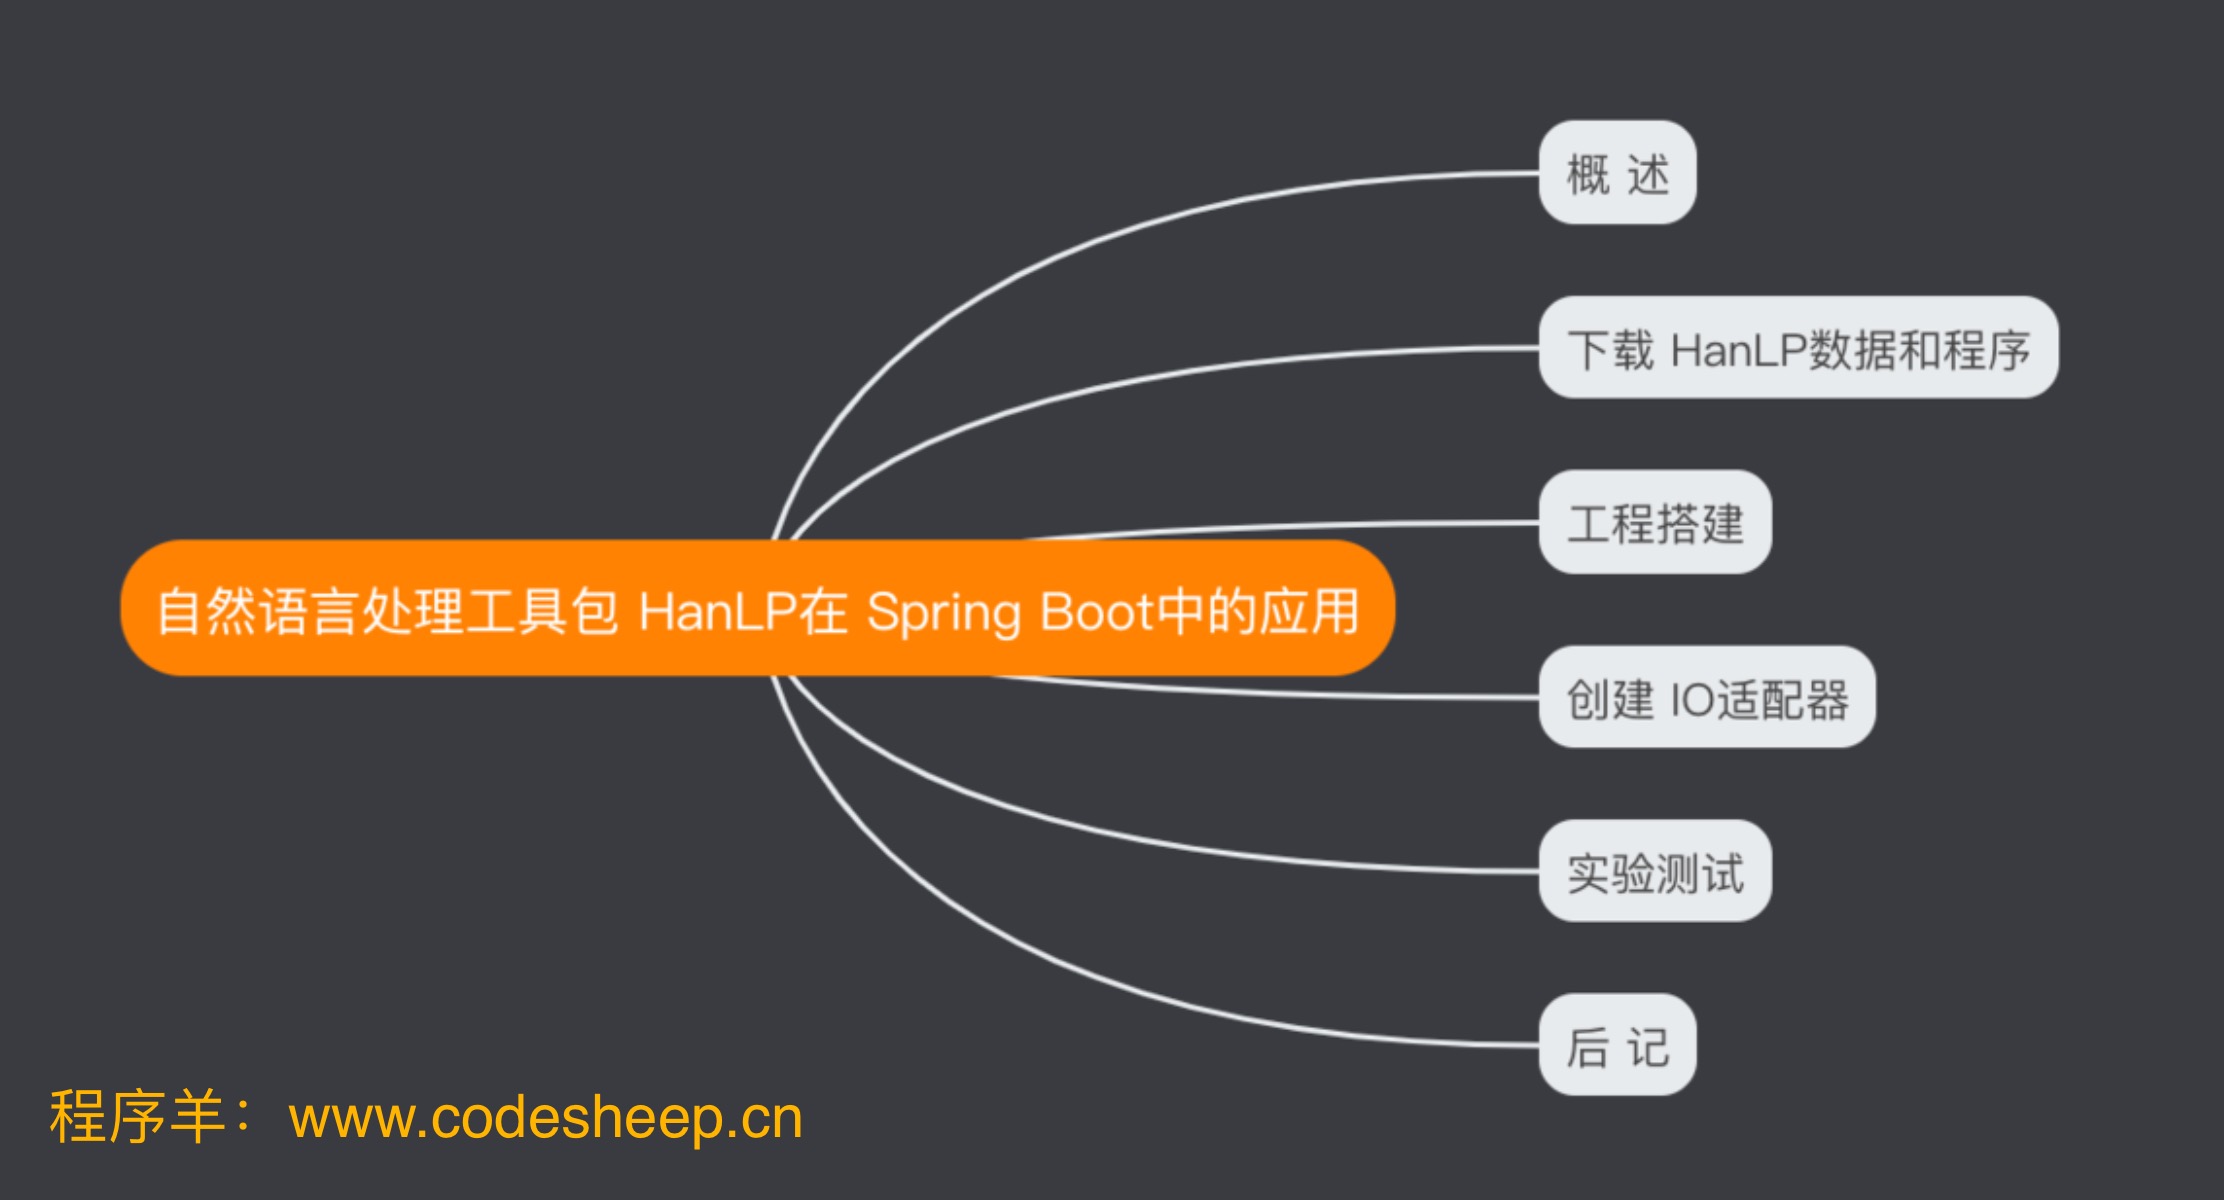 概 述
下载 HanLP数据和程序
工程搭建
自然语言处理工具包 HanLP在 Spring Boot中的应用
创建 IO适配器
实验测试
后 记
程序羊：www.codesheep.cn